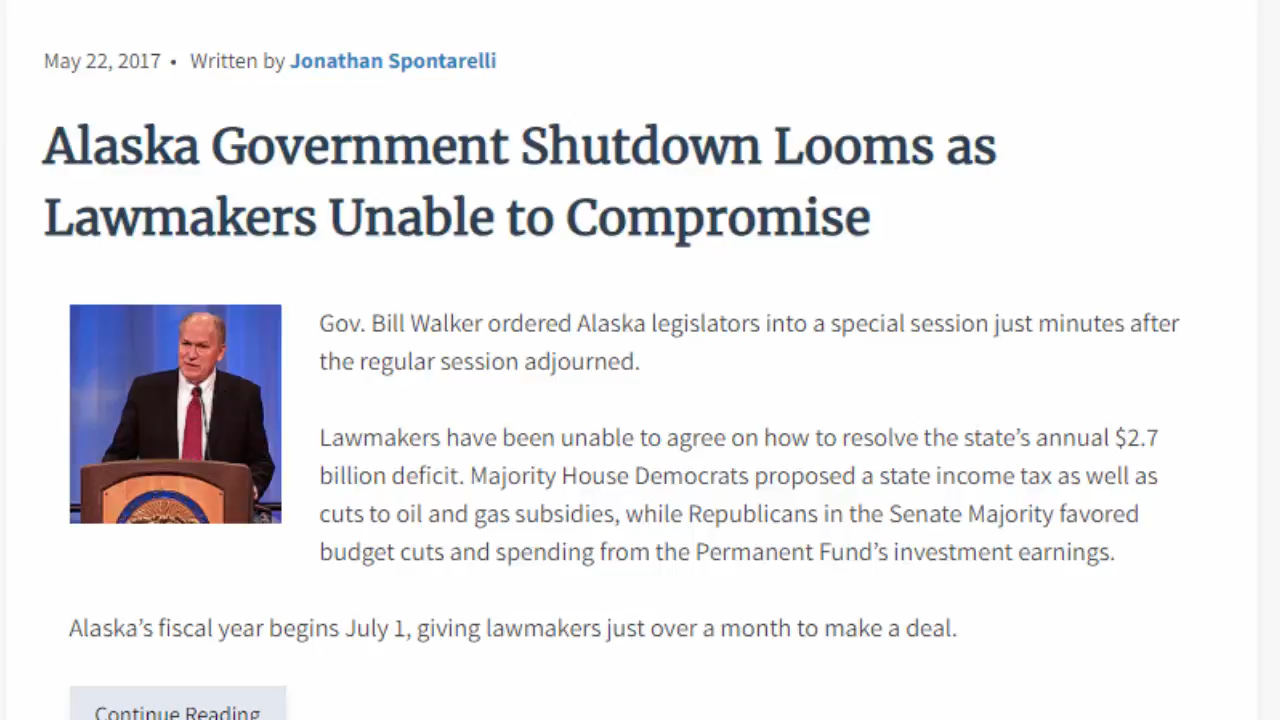 May 22, 2017 • Written by Jonathan Spontarelli
Alaska Government Shutdown Looms as
Lawmakers Unable to Compromise
Gov. Bill Walker ordered Alaska legislators into a special session just minutes after
the regular session adjourned.
Lawmakers have been unable to agree on how to resolve the state’s annual $2.7
billion deficit. Majority House Democrats proposed a state income tax as well as
cuts to oil and gas subsidies, while Republicans in the Senate Majority favored
budget cuts and spending from the Permanent Fund’s investment earnings.
Alaska’s fiscal year begins July 1, giving lawmakers just over a month to make a deal.
Continue Reading